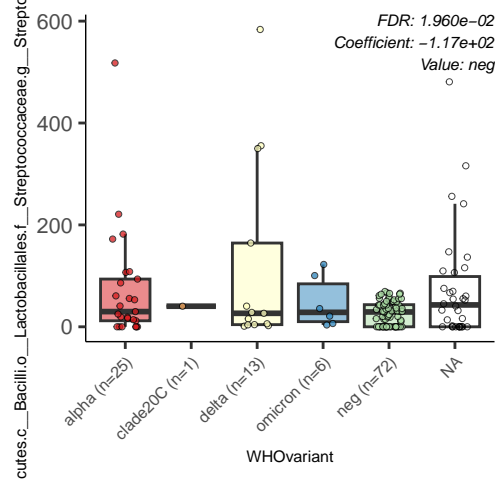 FDR: 1.960e−02
Coefficient: −1.17e+02
Value: neg
600
400
200
0
cutes.c__Bacilli.o__Lactobacillales.f__Streptococcaceae.g__Strepto
alpha (n=25)
clade20C (n=1)
delta (n=13)
omicron (n=6)
neg (n=72)
NA
WHOvariant